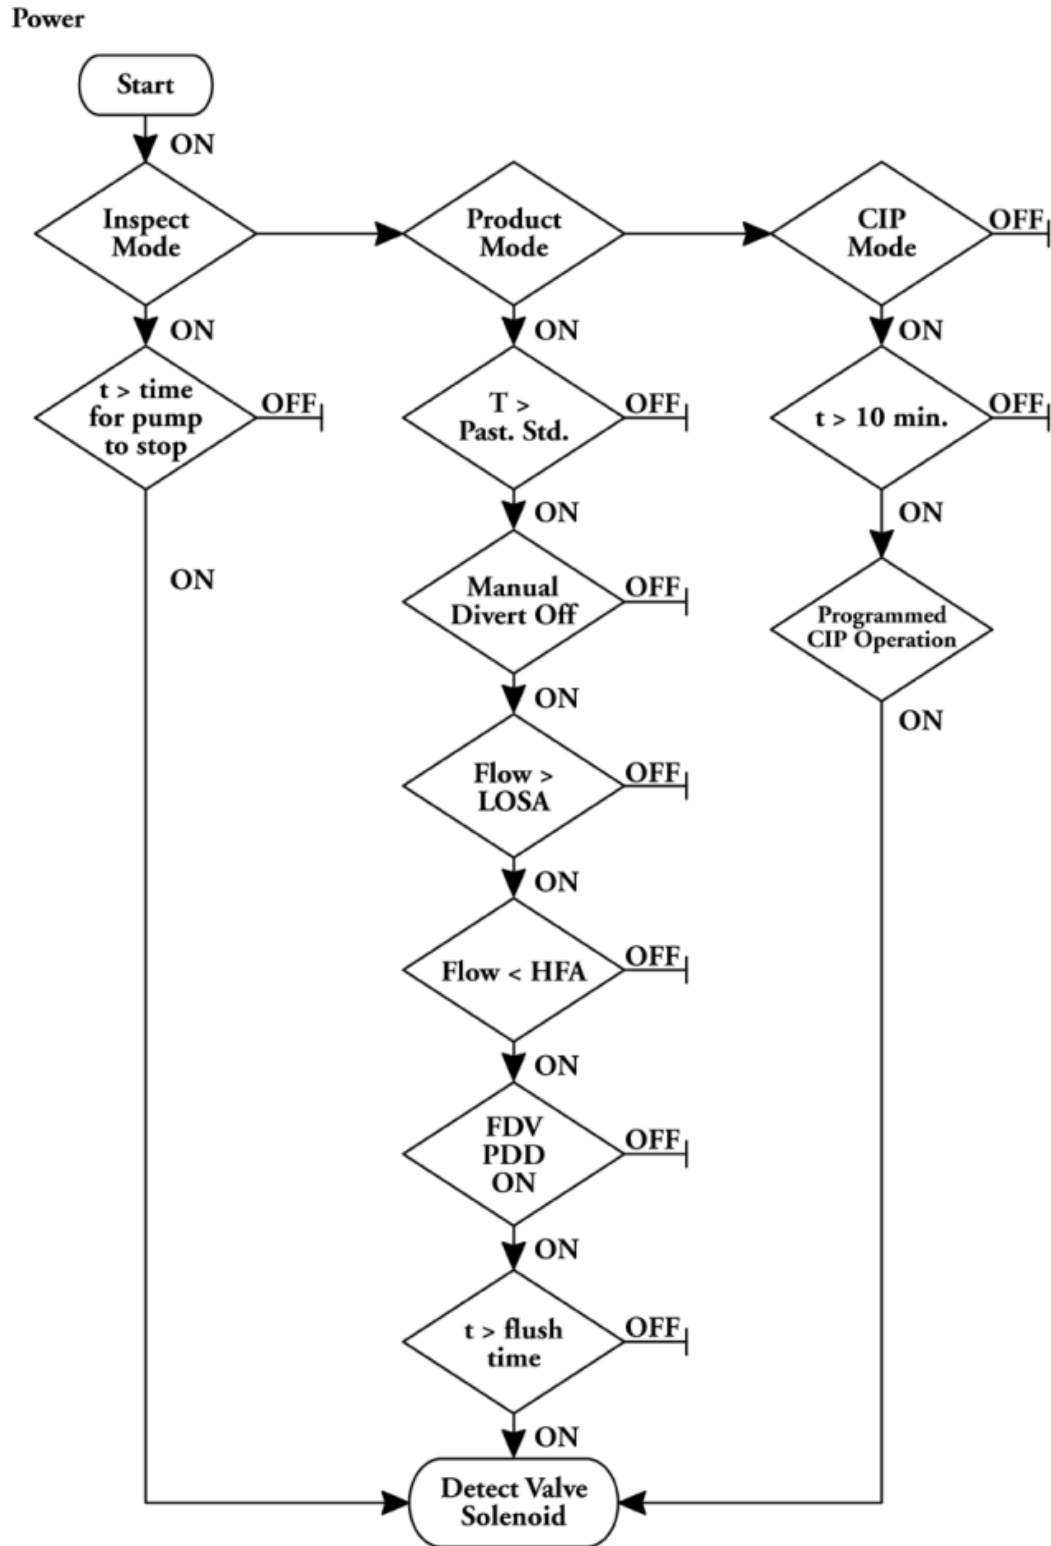 Power
Start
ON
Inspect
Mode
Product
Mode
CIP
Mode
OFF
ON
ON
ON
t > time
for pump
to stop
OFF
T >
Past. Std.
OFF
t > 10 min.
OFF
ON
ON
ON
Manual
Divert Off
OFF
Programmed
CIP Operation
ON
ON
Flow >
LOSA
OFF
ON
Flow < HFA
OFF
ON
FDV
PDD
ON
OFF
ON
t > flush
time
OFF
ON
Detect Valve
Solenoid